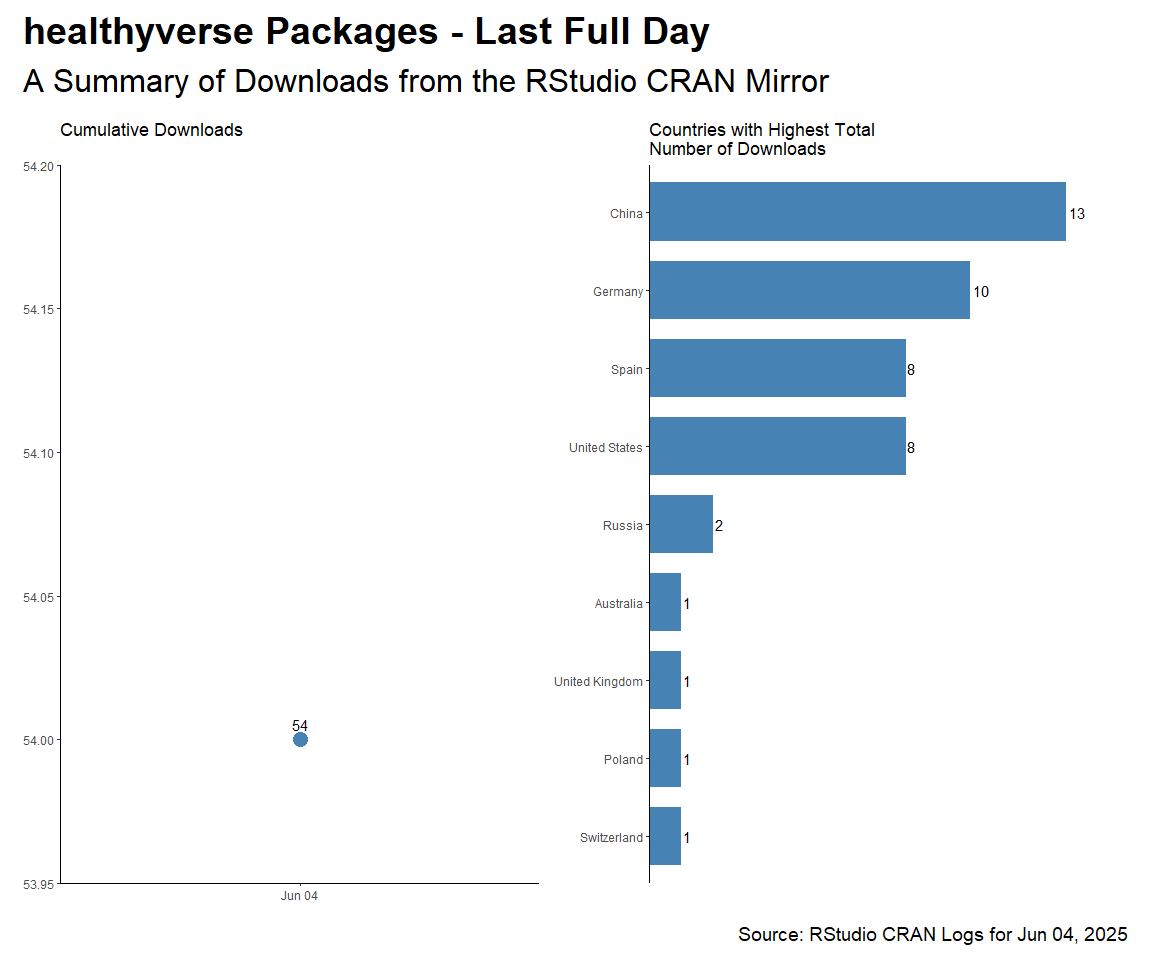 healthyverse Packages - Last Full Day
A Summary of Downloads from the RStudio CRAN Mirror
Cumulative Downloads
54.20
54.15
54.10
54.05
54.00
53.95
54
Jun 04
Countries with Highest Total
Number of Downloads
China 13
Germany 10
Spain 8
United States 8
Russia 2
Australia 1
United Kingdom 1
Poland 1
Switzerland 1
Source: RStudio CRAN Logs for Jun 04, 2025